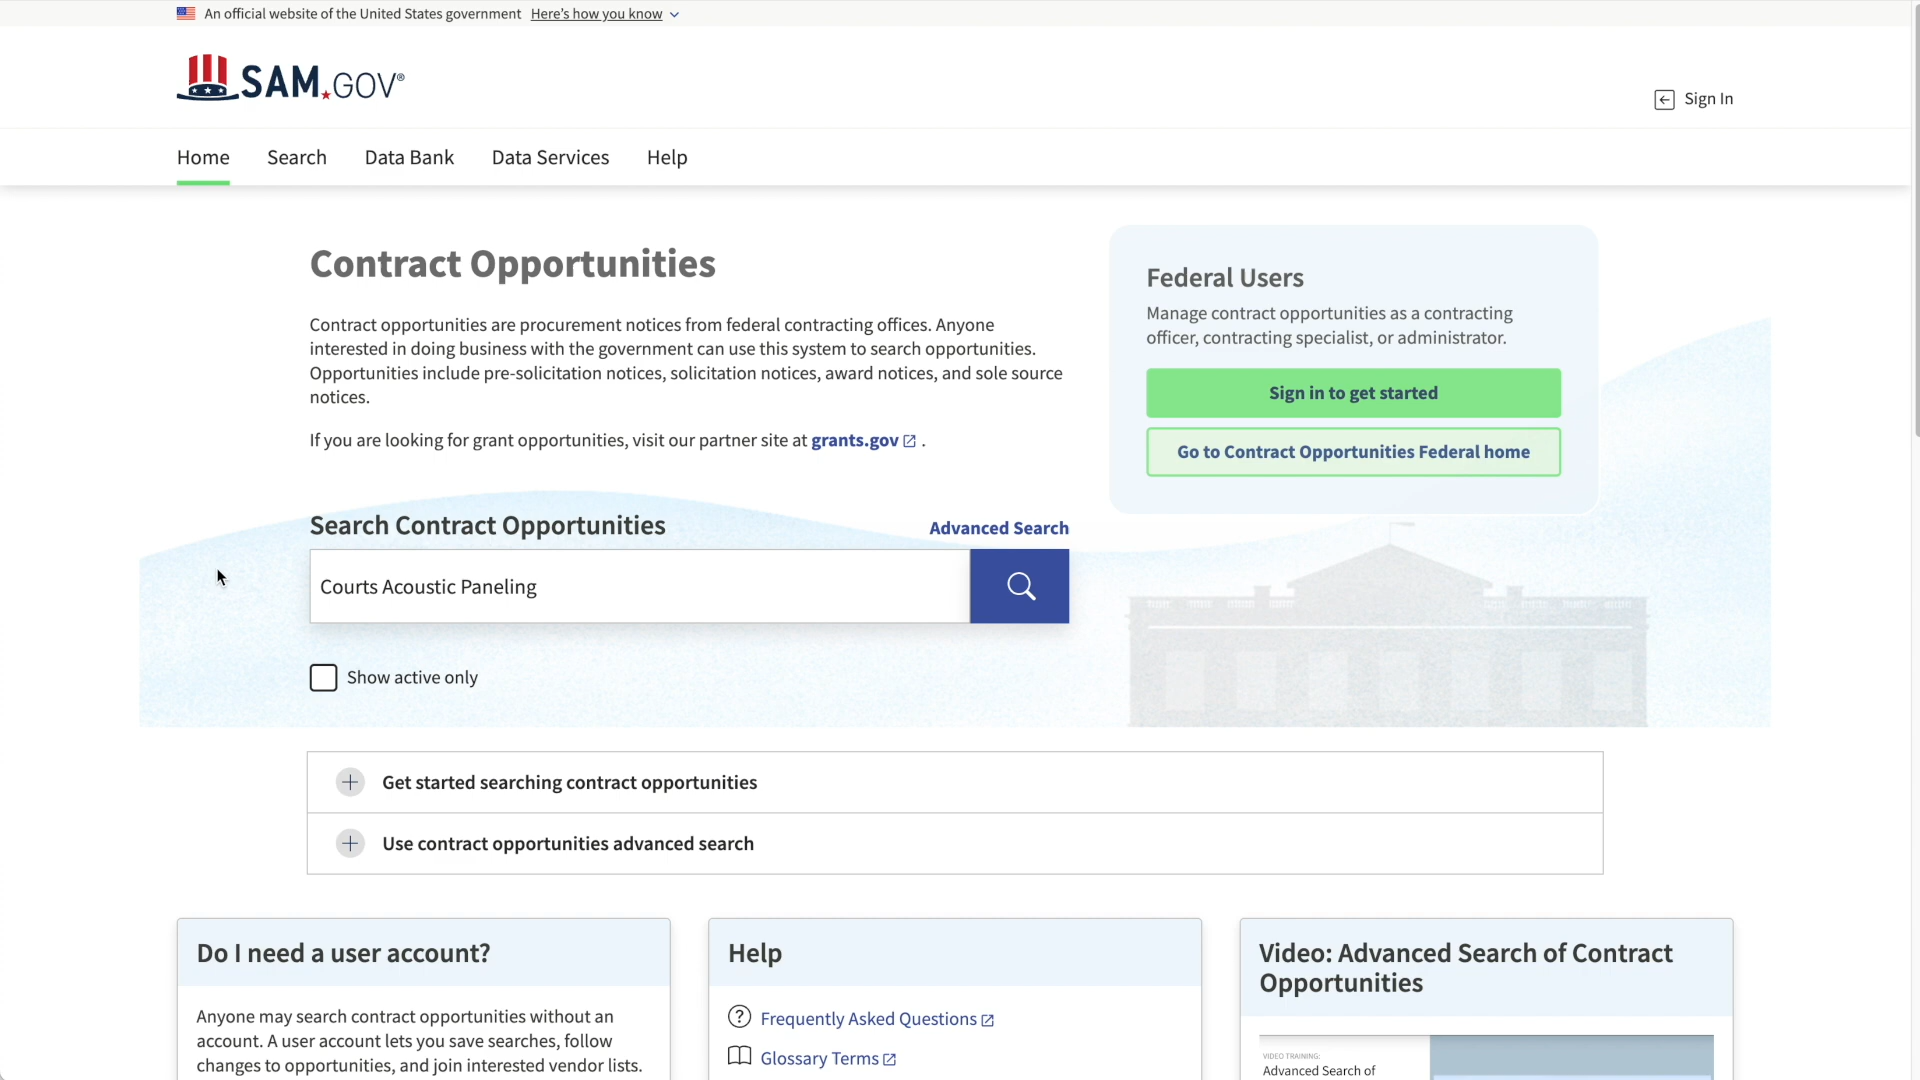 An official website of the United States government Here's how you know
SAM.GOV®
Sign In
Home Search Data Bank Data Services Help
Contract Opportunities
Contract opportunities are procurement notices from federal contracting offices. Anyone
interested in doing business with the government can use this system to search opportunities.
Opportunities include pre-solicitation notices, solicitation notices, award notices, and sole source
notices.
If you are looking for grant opportunities, visit our partner site at grants.gov .
Federal Users
Manage contract opportunities as a contracting
officer, contracting specialist, or administrator.
Sign in to get started
Go to Contract Opportunities Federal home
Search Contract Opportunities
Advanced Search
Courts Acoustic Paneling
Show active only
Get started searching contract opportunities
Use contract opportunities advanced search
Do I need a user account?
Anyone may search contract opportunities without an
account. A user account lets you save searches, follow
changes to opportunities, and join interested vendor lists.
Help
Frequently Asked Questions
Glossary Terms
Video: Advanced Search of Contract
Opportunities
VIDEO TRAINING:
Advanced Search of